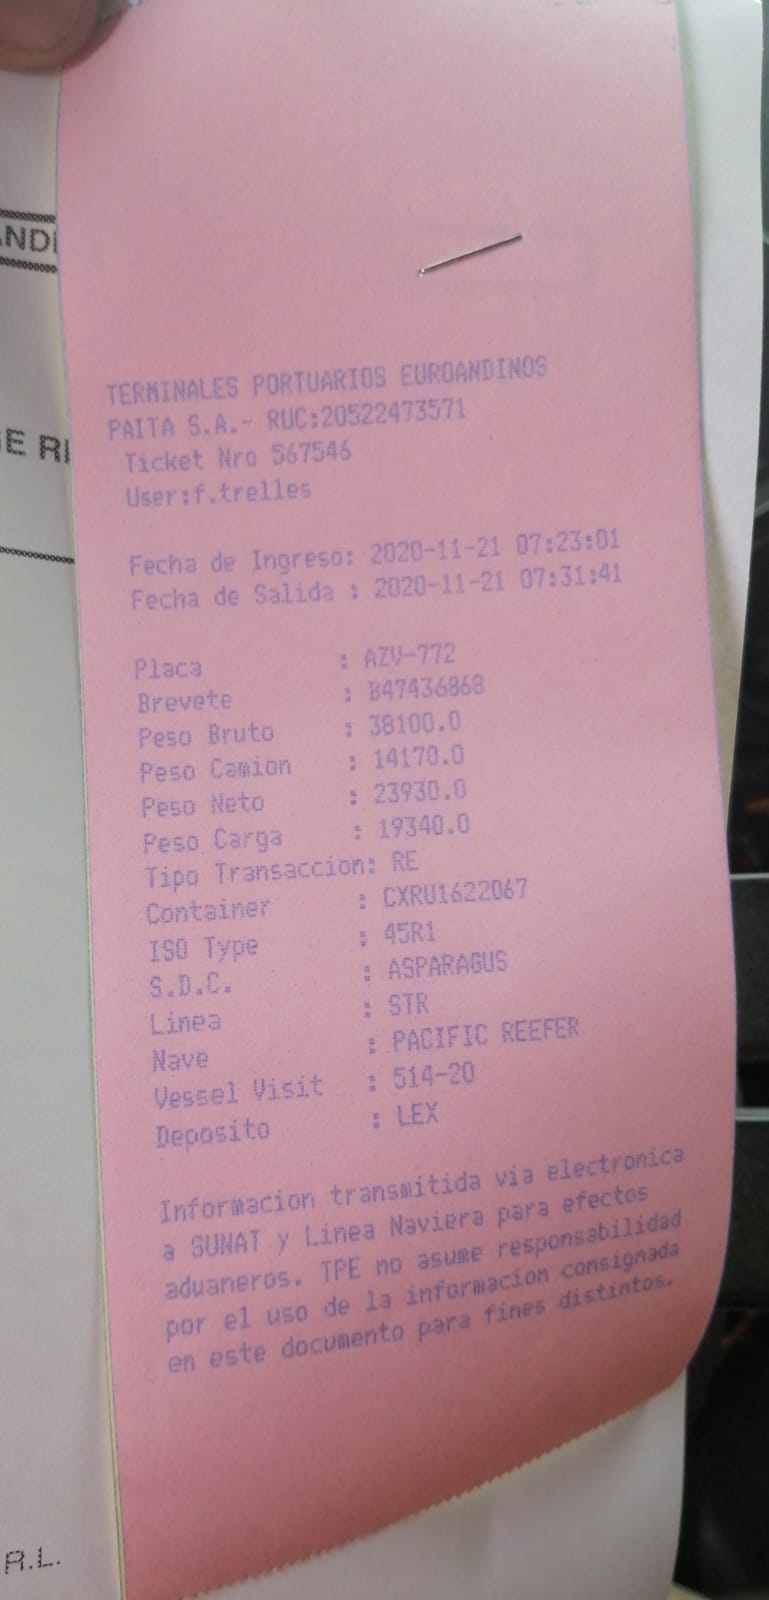 TERMINALES PORTUARIOS EUROANDINOS
PAITA S.A.- RUC:20522473571
Ticket Nro 567546
User:f.trelles
Fecha de Ingreso: 2020-11-21 07:23:01
Fecha de Salida : 2020-11-21 07:31:41
Placa : AZV-772
Brevete : B47436868
Peso Bruto : 38100.0
Peso Camion : 14170.0
Peso Neto : 23930.0
Peso Carga : 19340.0
Tipo Transaccion: RE
Container : CXRU1622067
ISO Type : 45R1
S.D.C. : ASPARAGUS
Linea : STR
Nave : PACIFIC REEFER
Vessel Visit : 514-20
Deposito : LEX
Informacion transmitida via electronica
a SUNAT y Linea Naviera para efectos
aduaneros. TPE no asume responsabilidad
por el uso de la informacion consignada
en este documento para fines distintos.
R.L.